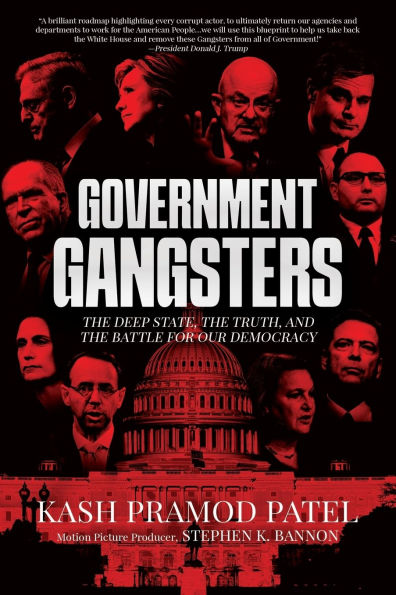 "A brilliant roadmap highlighting every corrupt actor, to ultimately return our agencies and
departments to work for the American People...we will use this blueprint to help us take back
the White House and remove these Gangsters from all of Government!"
—President Donald J. Trump
GOVERNMENT
GANGSTERS
THE DEEP STATE, THE TRUTH, AND
THE BATTLE FOR OUR DEMOCRACY
KASH PRAMOD PATEL
Motion Picture Producer, STEPHEN K. BANNON